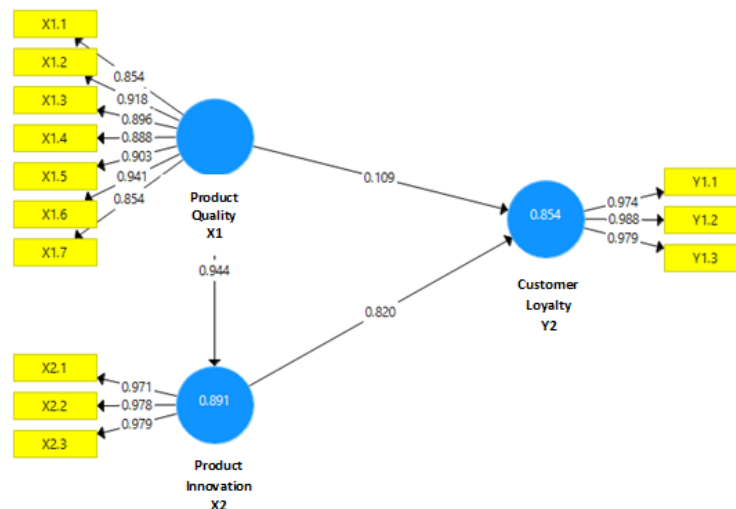 X1.1
X1.2
X1.3
X1.4
X1.5
X1.6
X1.7
0.854
0.918
0.896
0.888
0.903
0.941
0.854
Product
Quality
X1
0.109
0.944
0.854
Customer
Loyalty
Y2
0.974
0.988
0.979
Y1.1
Y1.2
Y1.3
0.820
X2.1
X2.2
X2.3
0.971
0.978
0.979
0.891
Product
Innovation
X2